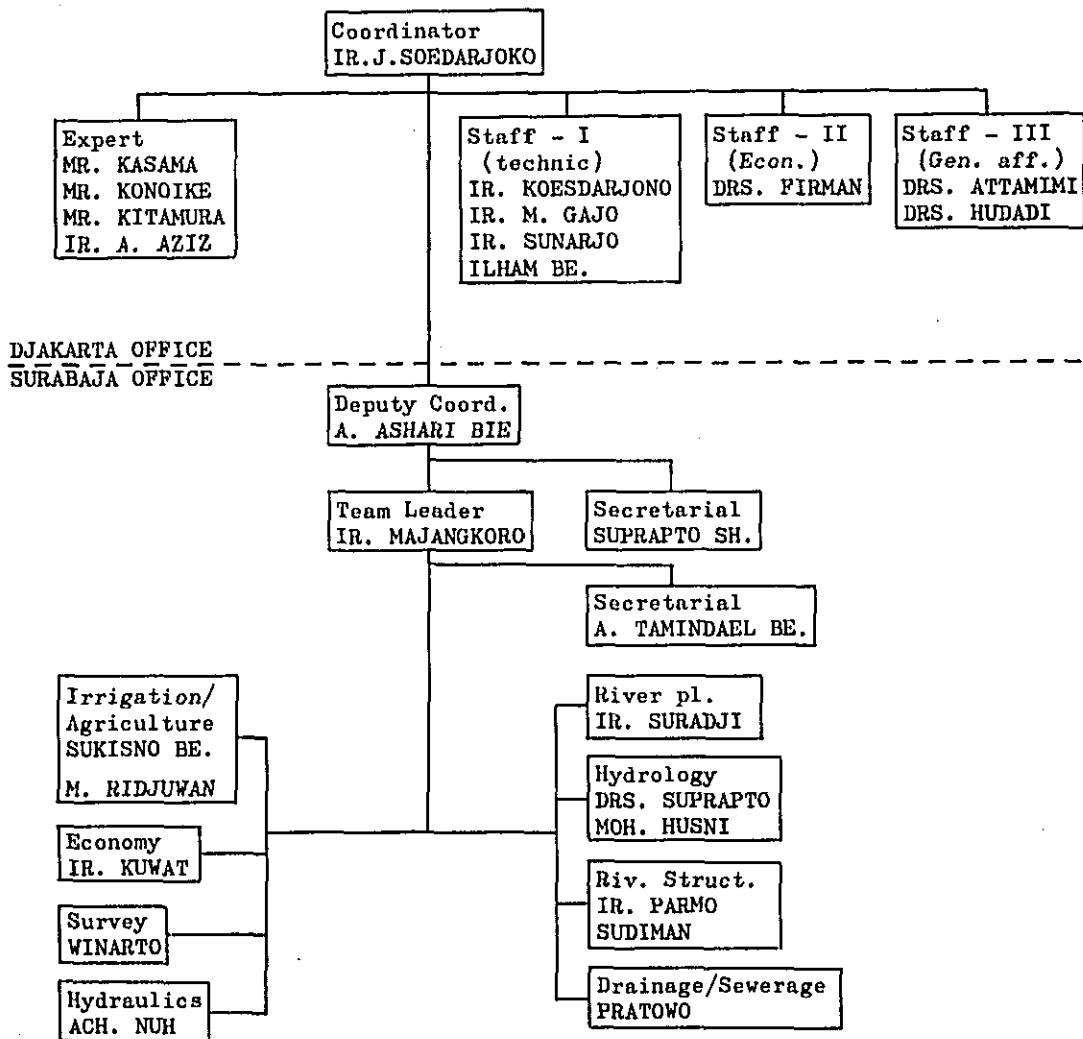 Coordinator
IR.J.SOEDARJOKO
Expert
MR. KASAMA
MR. KONOIKE
MR. KITAMURA
IR. A. AZIZ
Staff - I
(technic)
IR. KOESDARJONO
IR. M. GAJO
IR. SUNARJO
ILHAM BE.
Staff - II
(Econ.)
DRS. FIRMAN
Staff - III
(Gen. aff.)
DRS. ATTAMIMI
DRS. HUDADI
DJAKARTA OFFICE
SURABAJA OFFICE
Deputy Coord.
A. ASHARI BIE
Team Leader
IR. MAJANGKORO
Secretarial
SUPRAPTO SH.
Secretarial
A. TAMINDAEL BE.
Irrigation/
Agriculture
SUKISNO BE.
M. RIDJUWAN
Economy
IR. KUWAT
Survey
WINARTO
Hydraulics
ACH. NUH
River pl.
IR. SURADJI
Hydrology
DRS. SUPRAPTO
MOH. HUSNI
Riv. Struct.
IR. PARMO
SUDIMAN
Drainage/Sewerage
PRATOWO